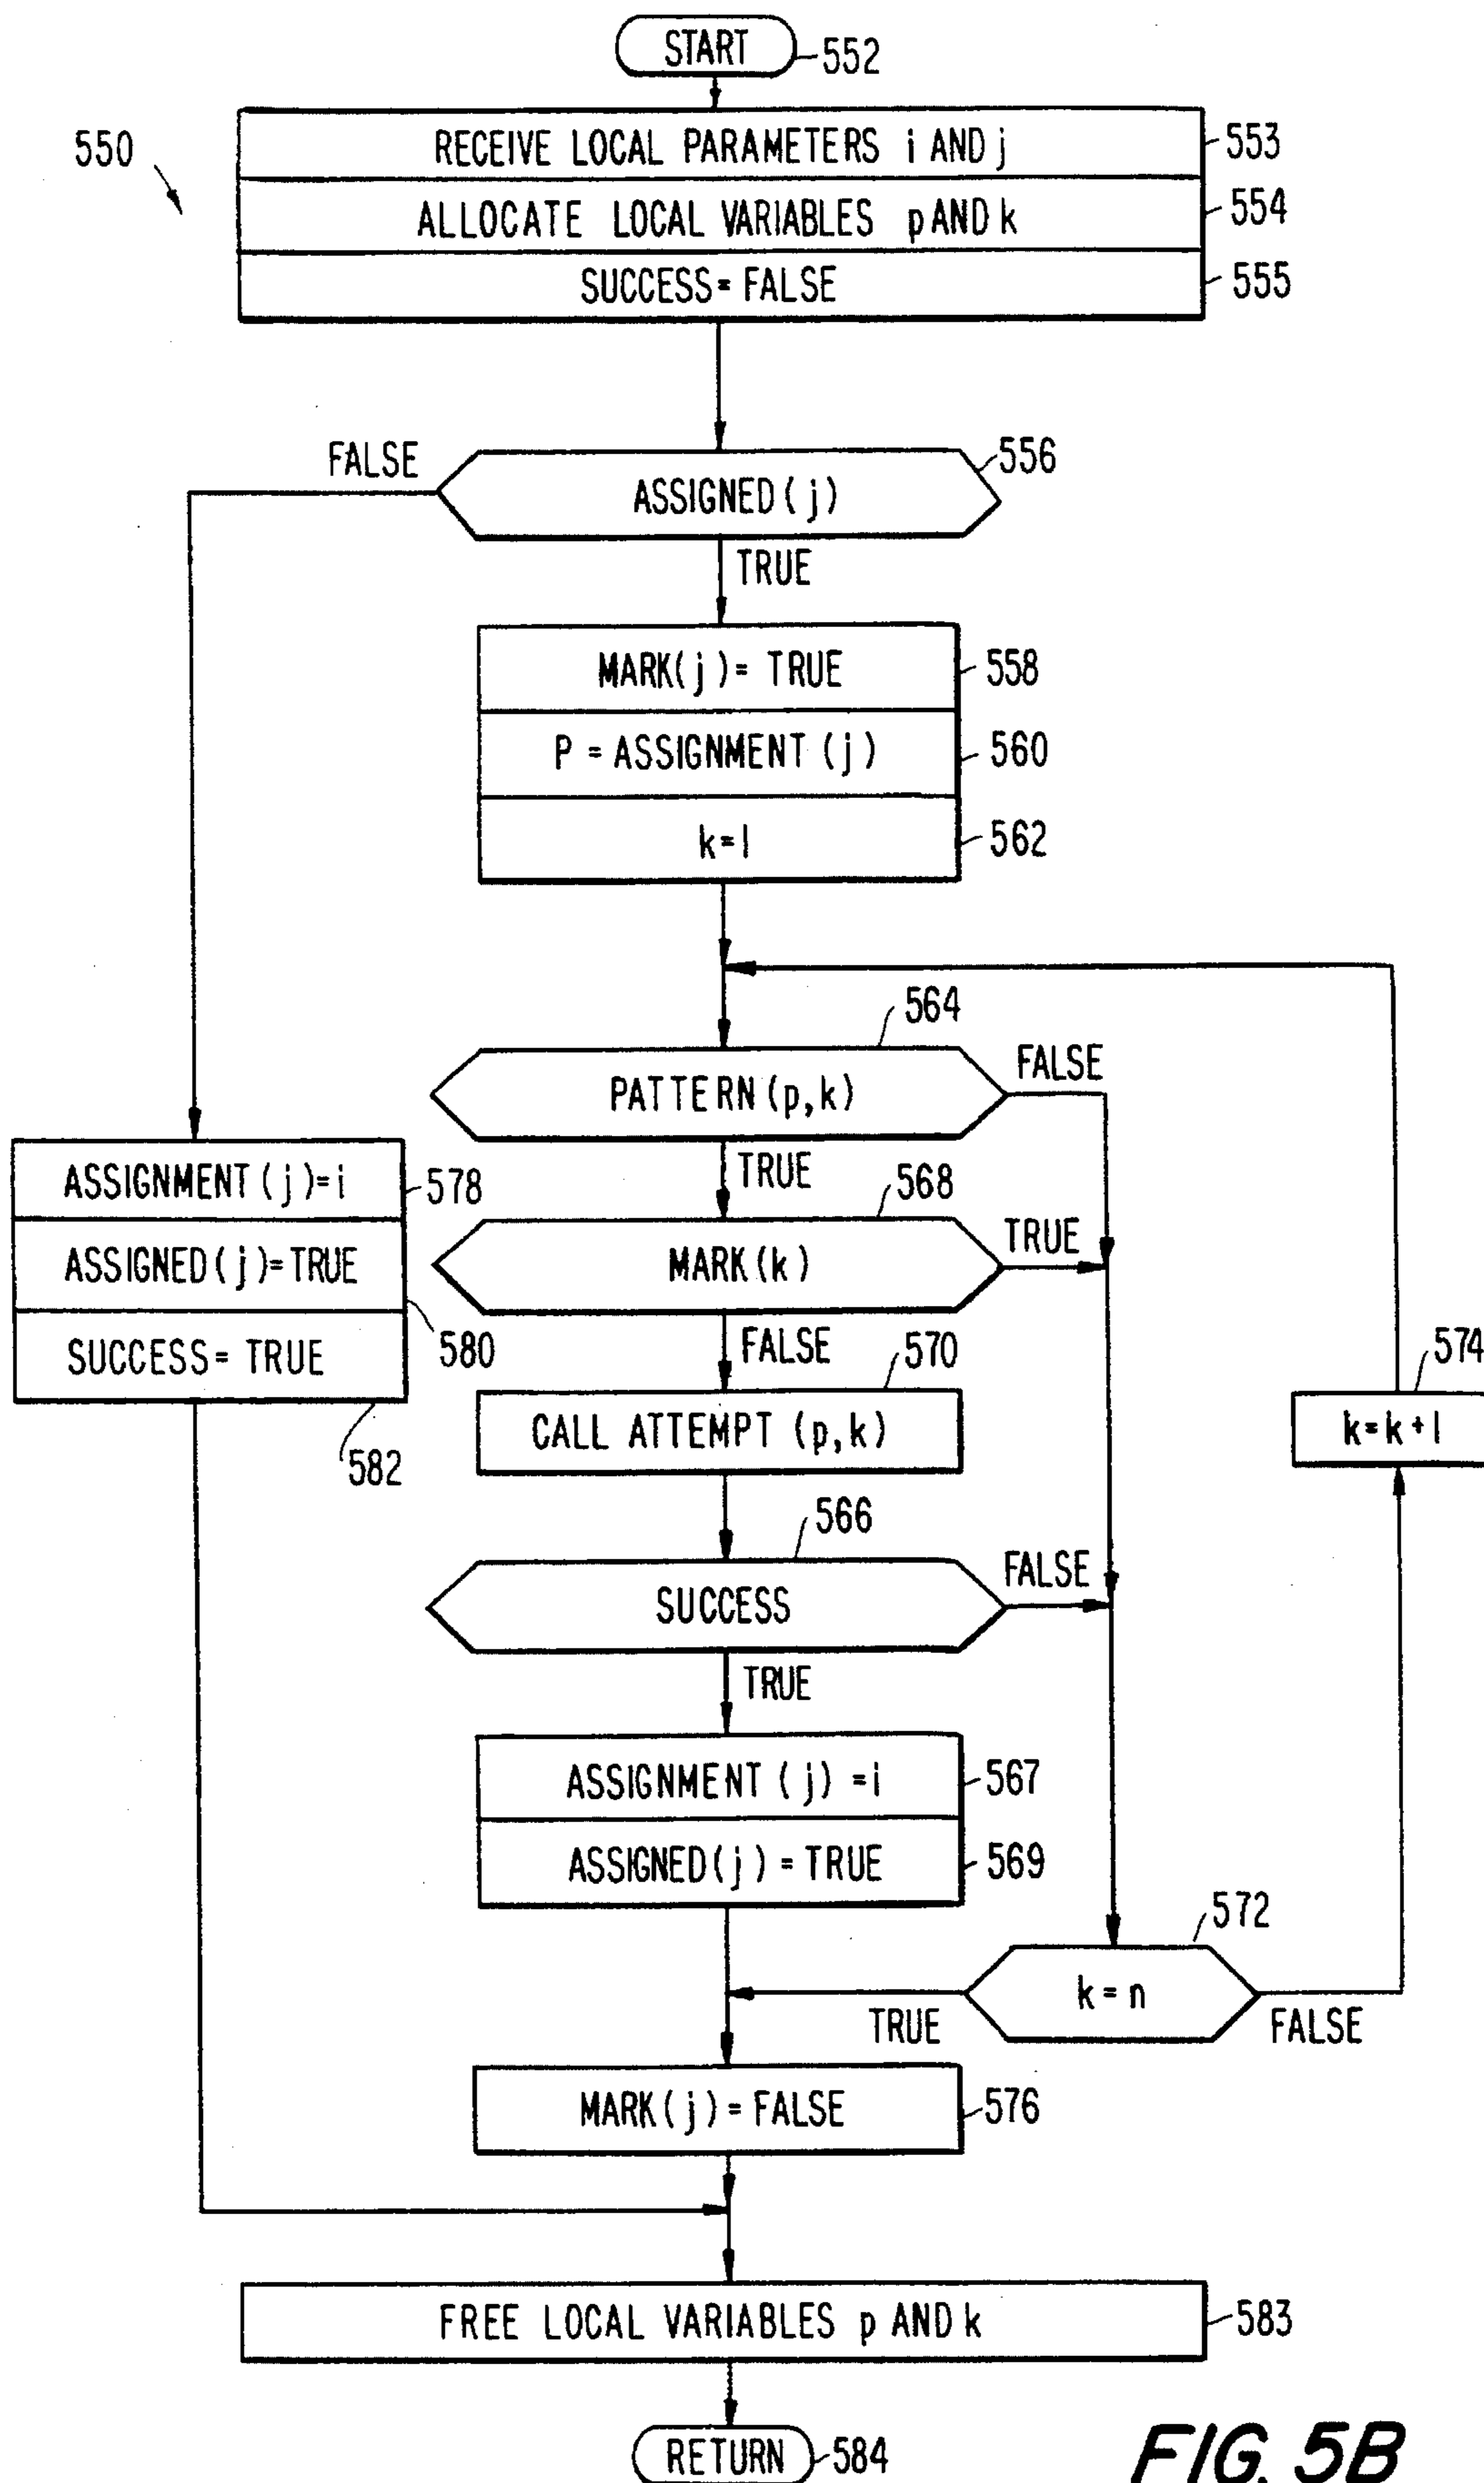 START
552
550
RECEIVE LOCAL PARAMETERS i AND j
553
ALLOCATE LOCAL VARIABLES p AND k
554
SUCCESS = FALSE
555
FALSE
556
ASSIGNED ( j )
TRUE
MARK( j ) = TRUE
558
P = ASSIGNMENT ( j )
560
k = 1
562
564
PATTERN (p,k)
FALSE
TRUE
568
MARK (k)
TRUE
FALSE
570
CALL ATTEMPT (p,k)
566
SUCCESS
FALSE
TRUE
ASSIGNMENT ( j ) = i
578
ASSIGNED ( j ) = TRUE
580
SUCCESS = TRUE
582
574
k = k + 1
ASSIGNMENT ( j ) = i
567
ASSIGNED ( j ) = TRUE
569
572
k = n
TRUE
FALSE
MARK ( j ) = FALSE
576
FREE LOCAL VARIABLES p AND k
583
RETURN
584
FIG. 5B